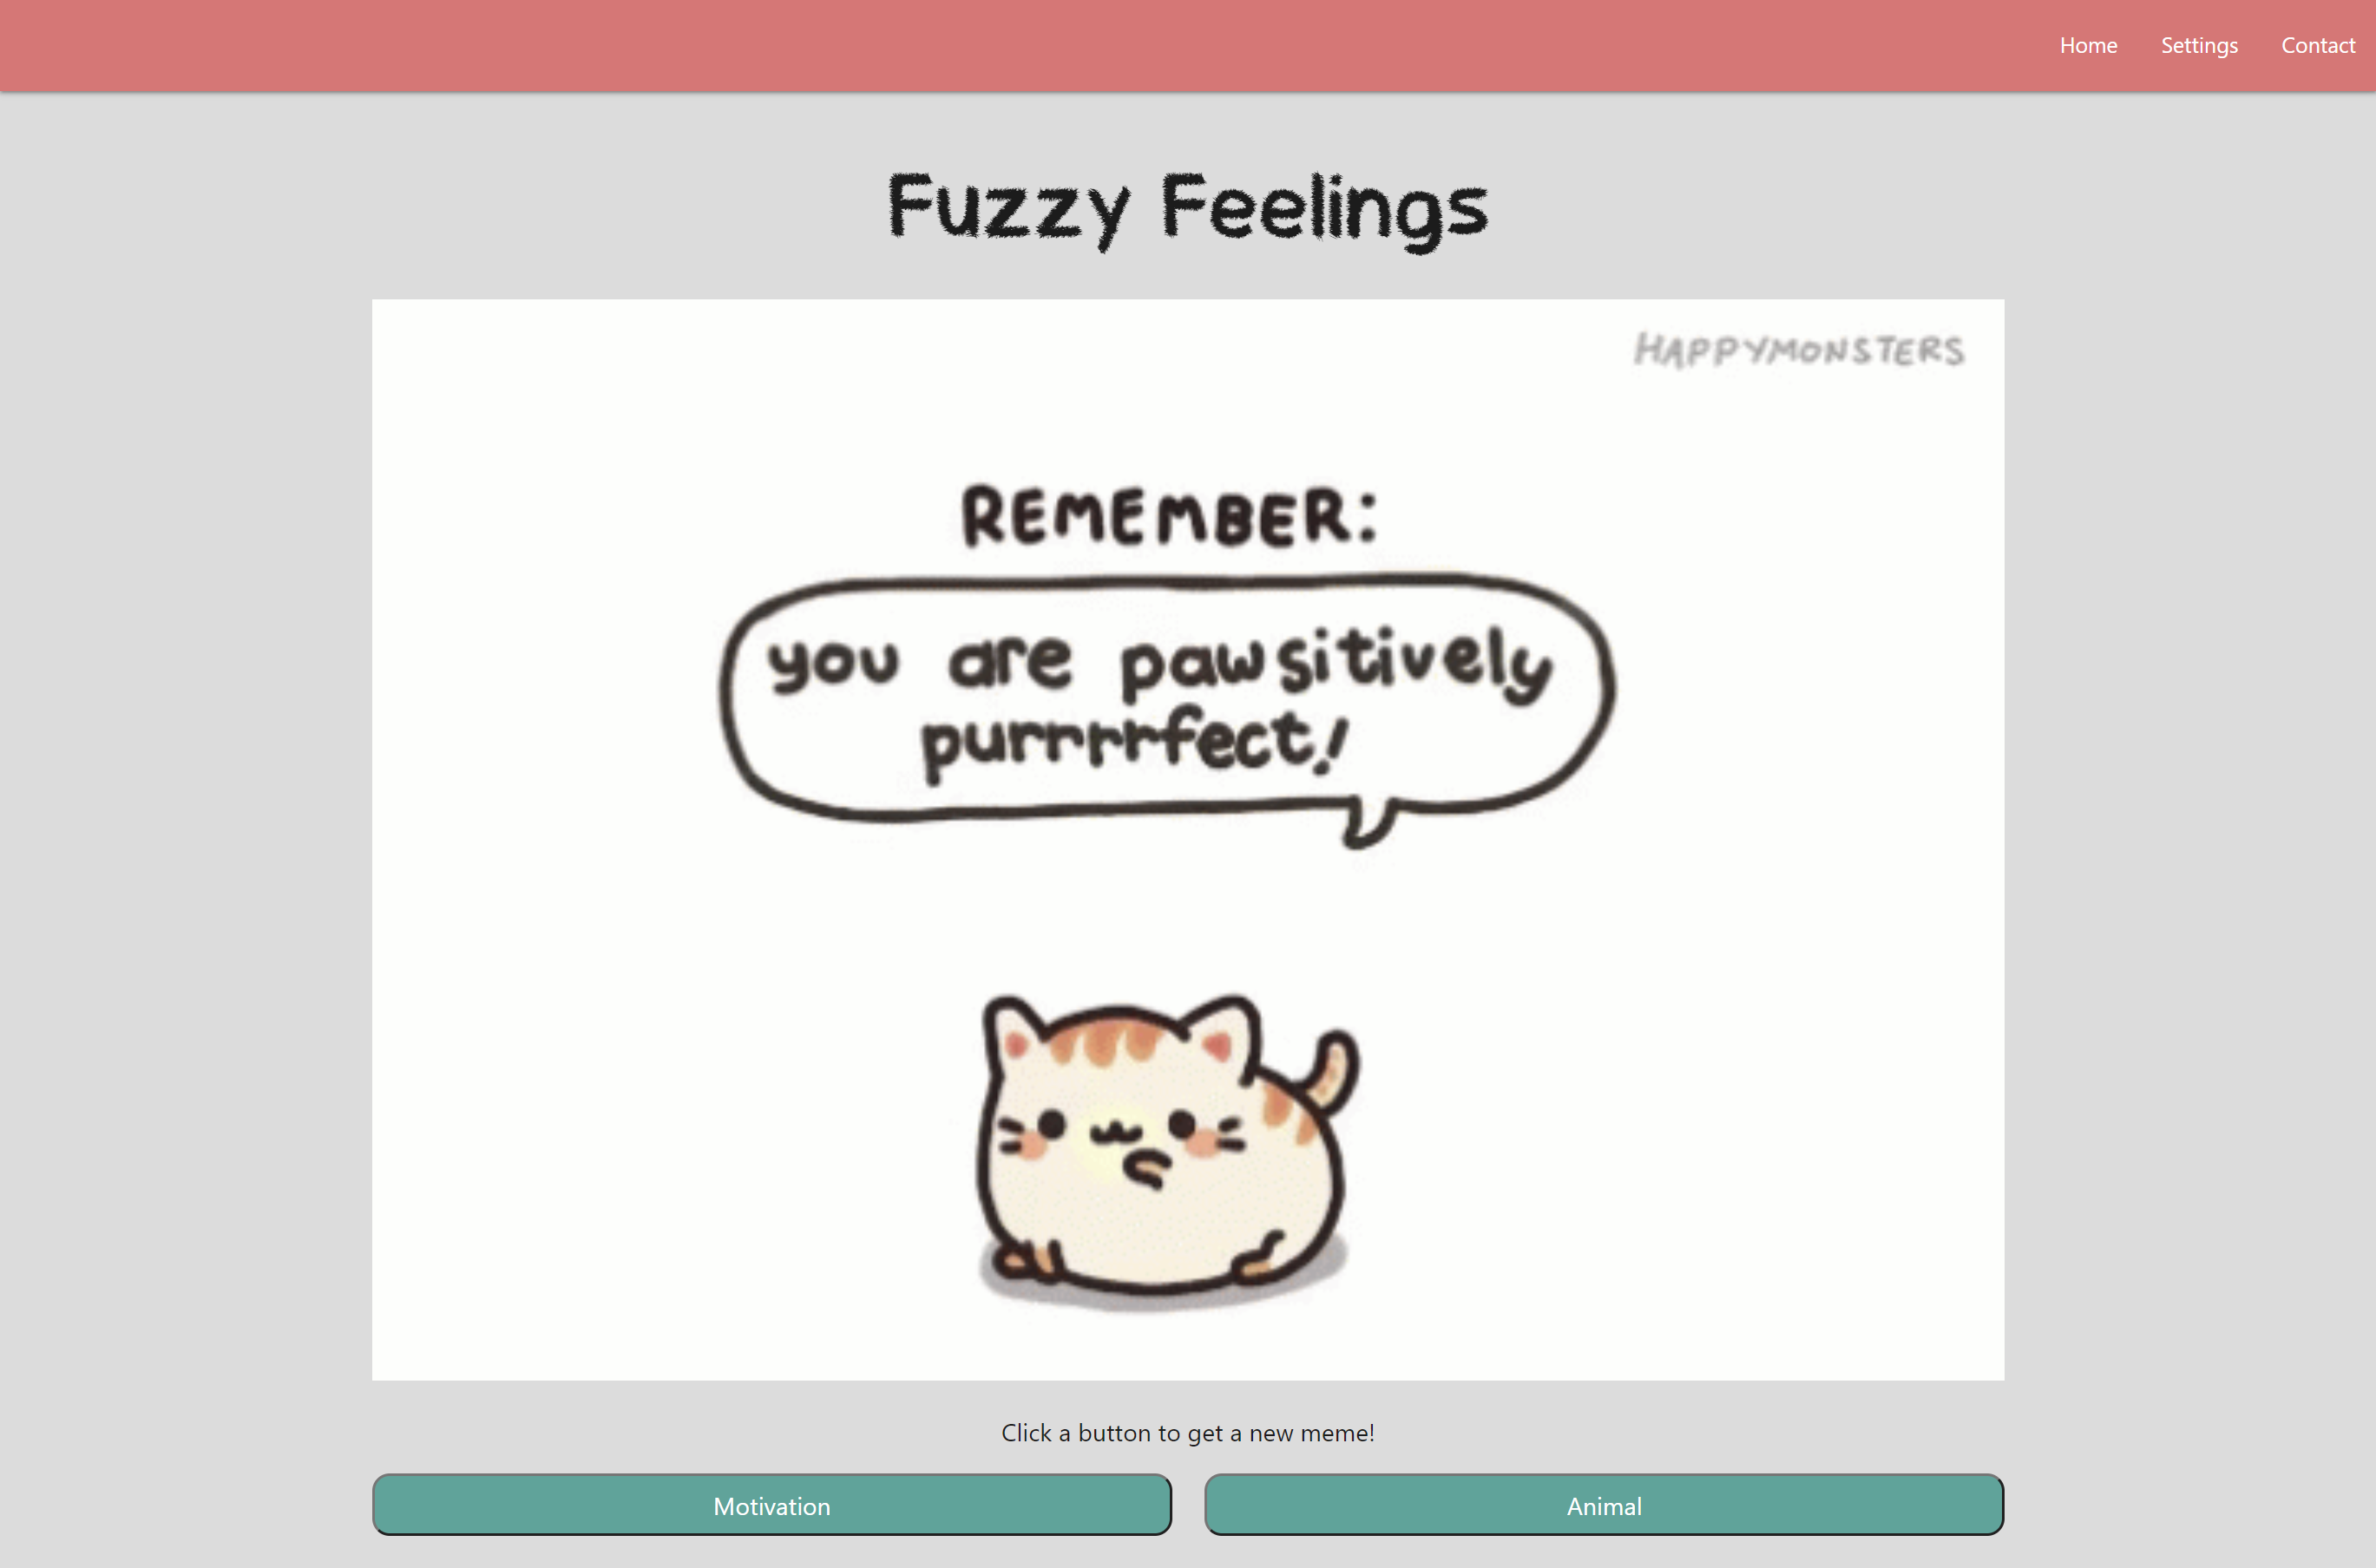 Home Settings Contact
Fuzzy Feelings
HAPPYMONSTERS
REMEMBER:
you are pawsitively
purrrrfect!
Click a button to get a new meme!
Motivation Animal